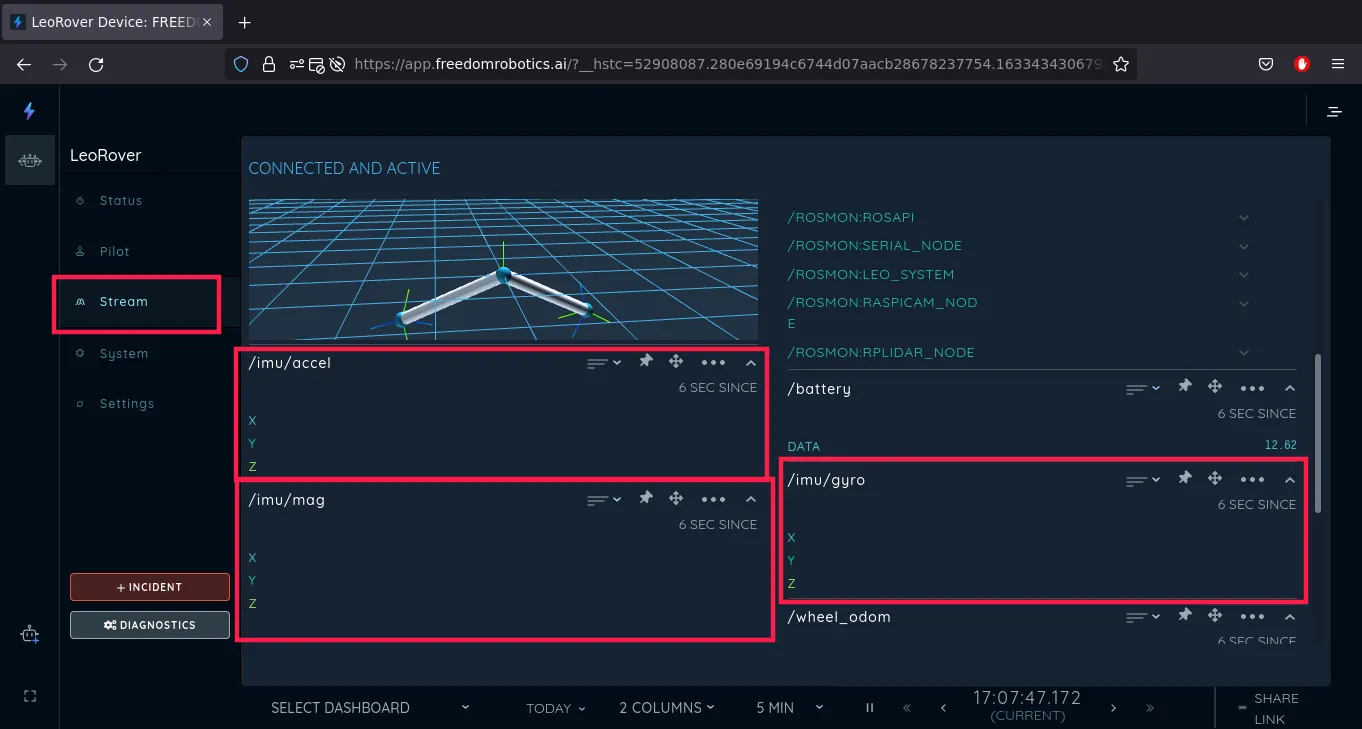 LeoRover Device: FREED
https://app.freedomrobotics.ai/?__hstc=52908087.280e69194c6744d07aacb28678237754.163343430679
LeoRover
Status
Pilot
Stream
System
Settings
+ INCIDENT
DIAGNOSTICS
CONNECTED AND ACTIVE
/imu/accel
6 SEC SINCE
X
Y
Z
/imu/mag
6 SEC SINCE
X
Y
Z
/ROSMON:ROSAPI
/ROSMON:SERIAL_NODE
/ROSMON:LEO_SYSTEM
/ROSMON:RASPICAM_NOD
E
/ROSMON:RPLIDAR_NODE
/battery
6 SEC SINCE
DATA 12.62
/imu/gyro
6 SEC SINCE
X
Y
Z
/wheel_odom
6 SEC SINCE
SELECT DASHBOARD
TODAY
2 COLUMNS
5 MIN
17:07:47.172
(CURRENT)
SHARE
LINK